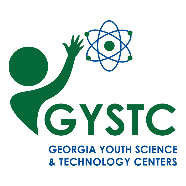 GYSTC
GEORGIA YOUTH SCIENCE
& TECHNOLOGY CENTERS